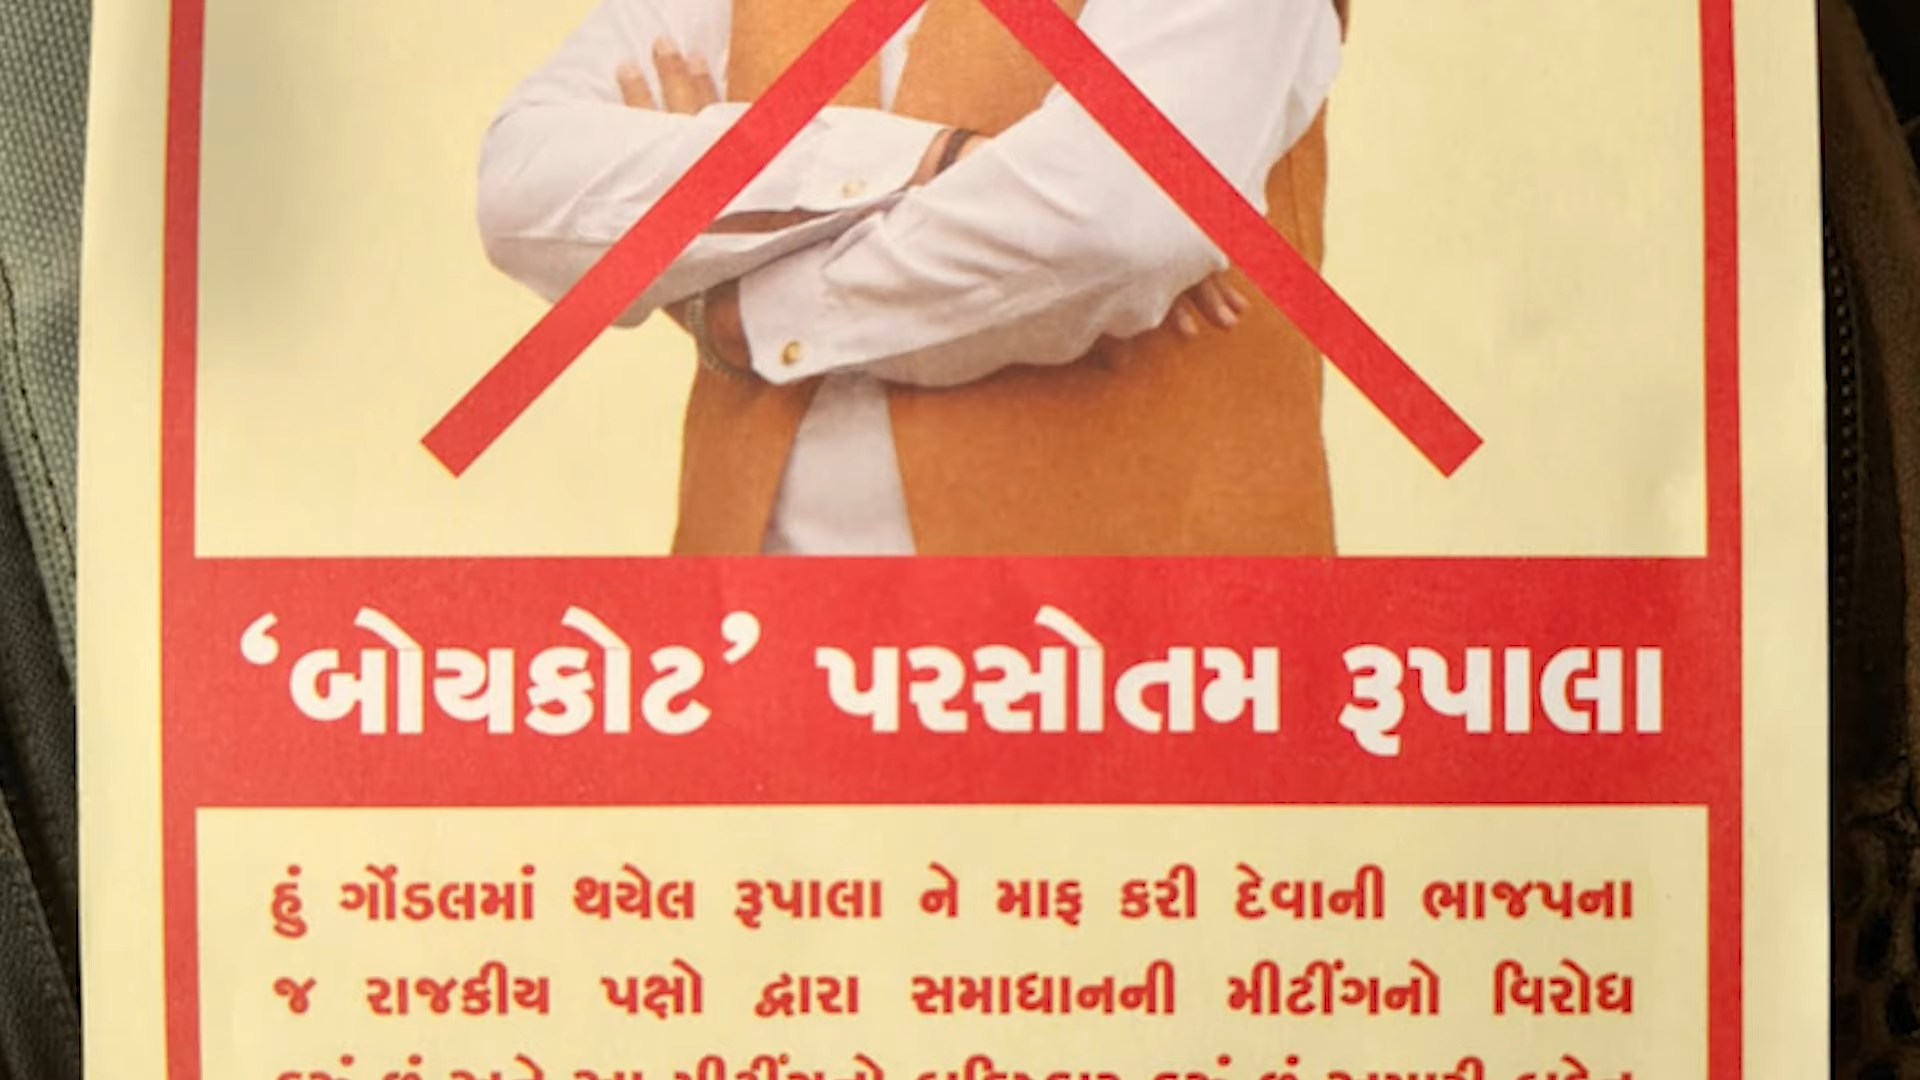 ‘બોયકોટ’ પરસોતમ રૂપાલા
હું ગોંડલમાં થયેલ રૂપાલા ને માફ કરી દેવાની ભાજપના
જ રાજકીય પક્ષો દ્વારા સમાધાનની મીટીંગનો વિરોધ